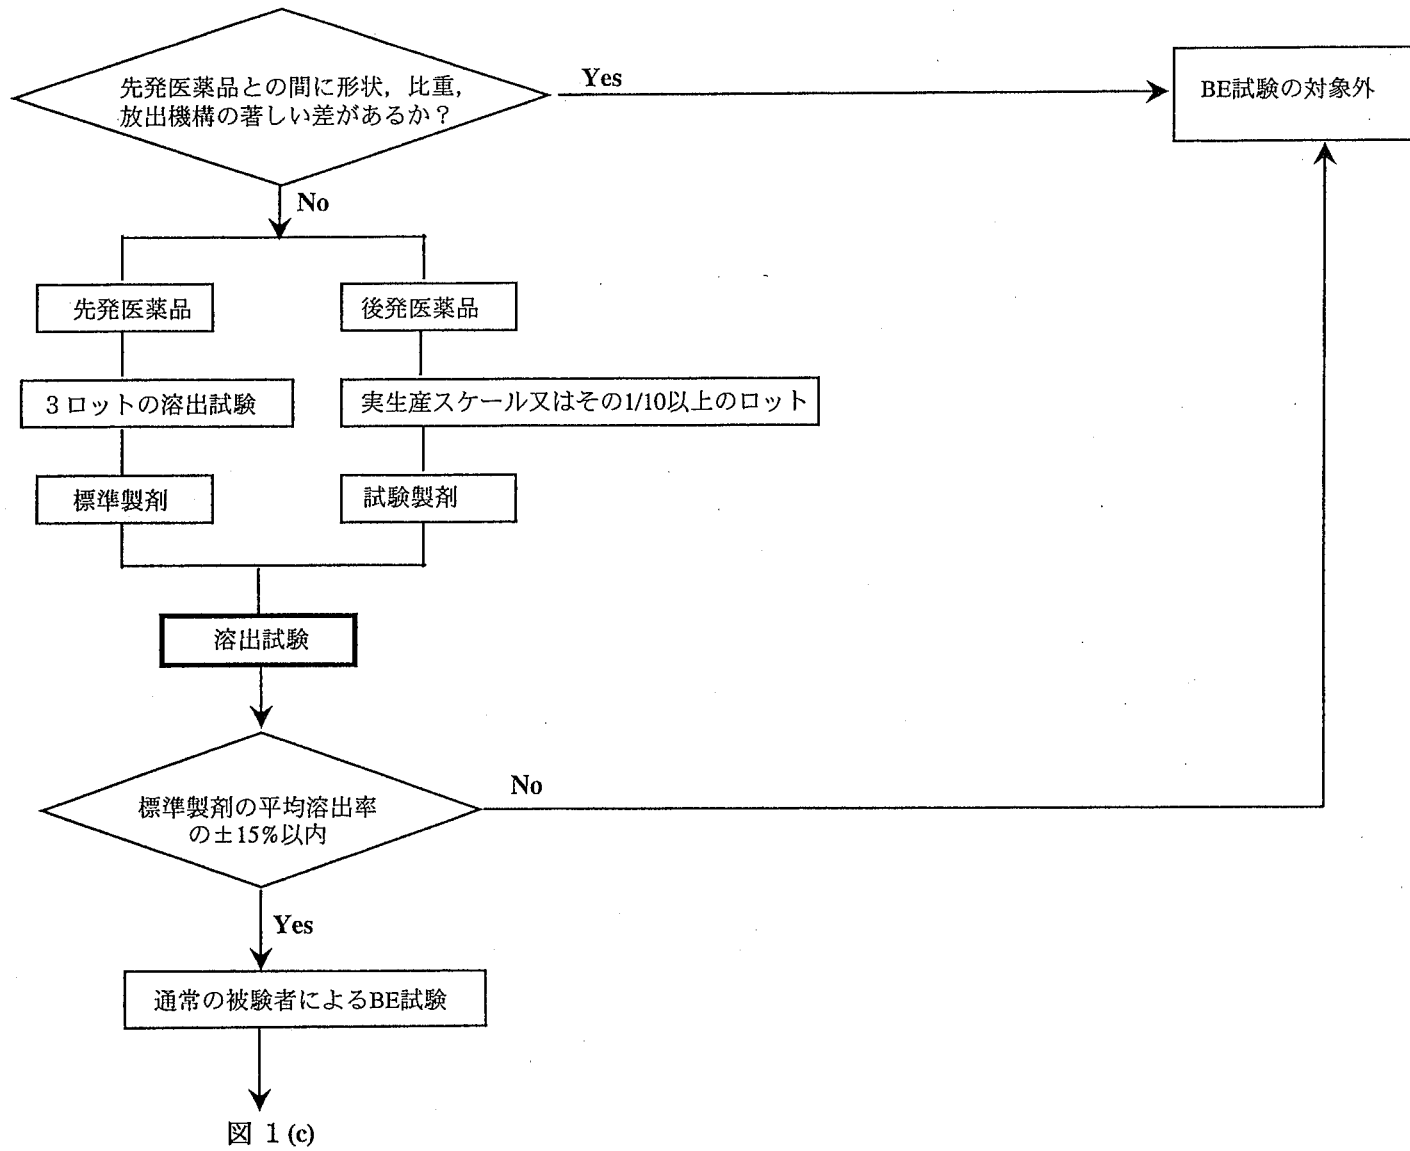 先発医薬品との間に形状，比重，
放出機構の著しい差があるか？
Yes
BE試験の対象外
No
先発医薬品
後発医薬品
３ロットの溶出試験
実生産スケール又はその1/10以上のロット
標準製剤
試験製剤
溶出試験
標準製剤の平均溶出率
の±15%以内
No
Yes
通常の被験者によるBE試験
図 １(c)